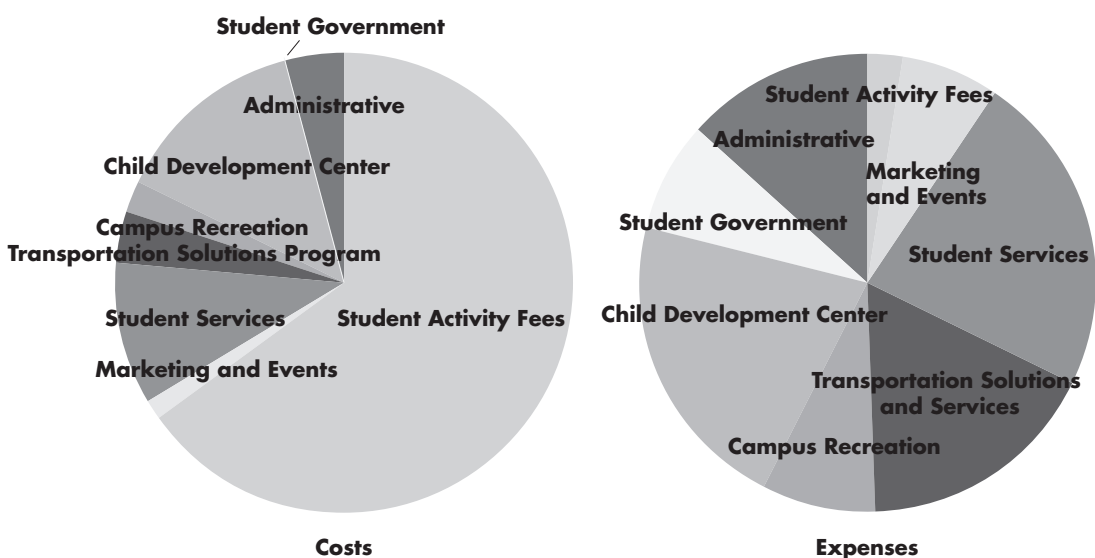 Student Government
Administrative
Child Development Center
Campus Recreation
Transportation Solutions Program
Student Services
Student Activity Fees
Marketing and Events
Costs
Student Activity Fees
Administrative
Marketing
and Events
Student Government
Student Services
Child Development Center
Transportation Solutions
and Services
Campus Recreation
Expenses